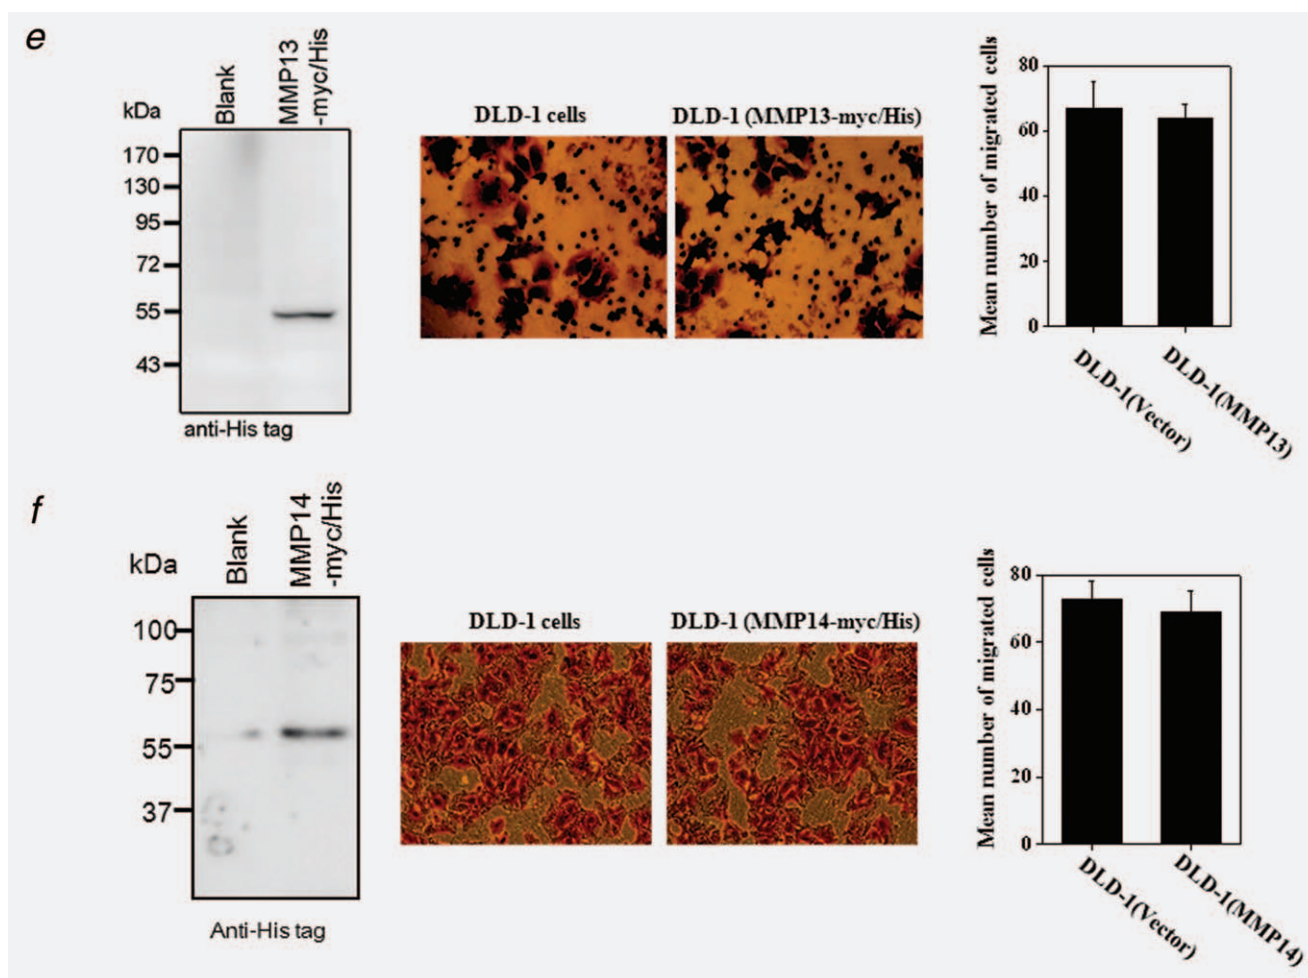 e
kDa
Blank
MMP13
-myc/His
170
130
95
72
55
43
anti-His tag
DLD-1 cells
DLD-1 (MMP13-myc/His)
Mean number of migrated cells
80
60
40
20
0
DLD-1(Vector)
DLD-1(MMP13)
f
kDa
Blank
MMP14
-myc/His
100
75
55
37
Anti-His tag
DLD-1 cells
DLD-1 (MMP14-myc/His)
Mean number of migrated cells
80
60
40
20
0
DLD-1(Vector)
DLD-1(MMP14)